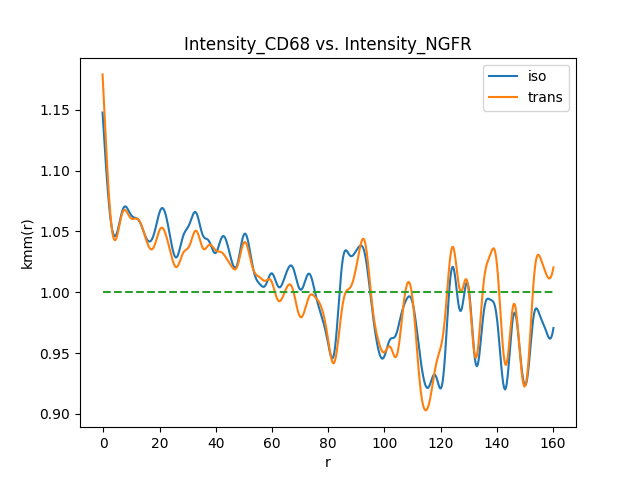 Intensity_CD68 vs. Intensity_NGFR
iso
trans
kmm(r)
1.15
1.10
1.05
1.00
0.95
0.90
0 20 40 60 80 100 120 140 160
r